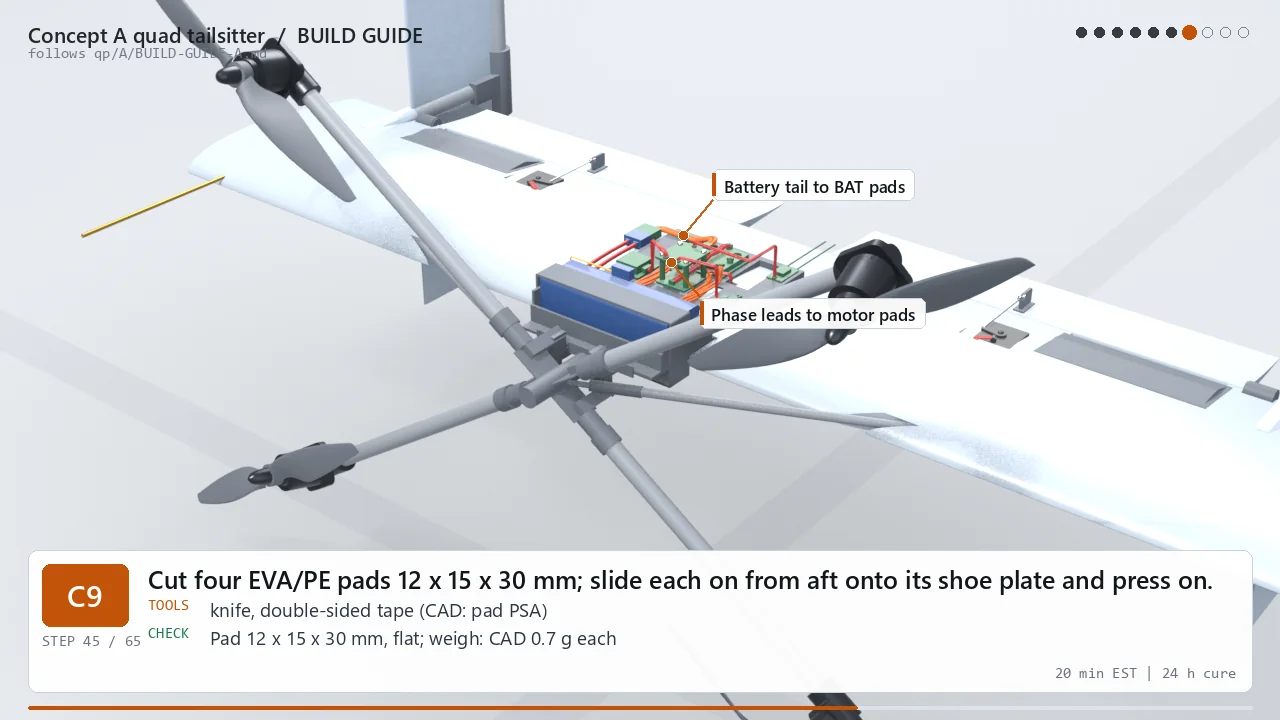 Concept A quad tailsitter / BUILD GUIDE
follows qp/A/BUILD-GUIDE-A.md
Battery tail to BAT pads
Phase leads to motor pads
C9
Cut four EVA/PE pads 12 x 15 x 30 mm; slide each on from aft onto its shoe plate and press on.
TOOLS knife, double-sided tape (CAD: pad PSA)
CHECK Pad 12 x 15 x 30 mm, flat; weigh: CAD 0.7 g each
STEP 45 / 65
20 min EST | 24 h cure